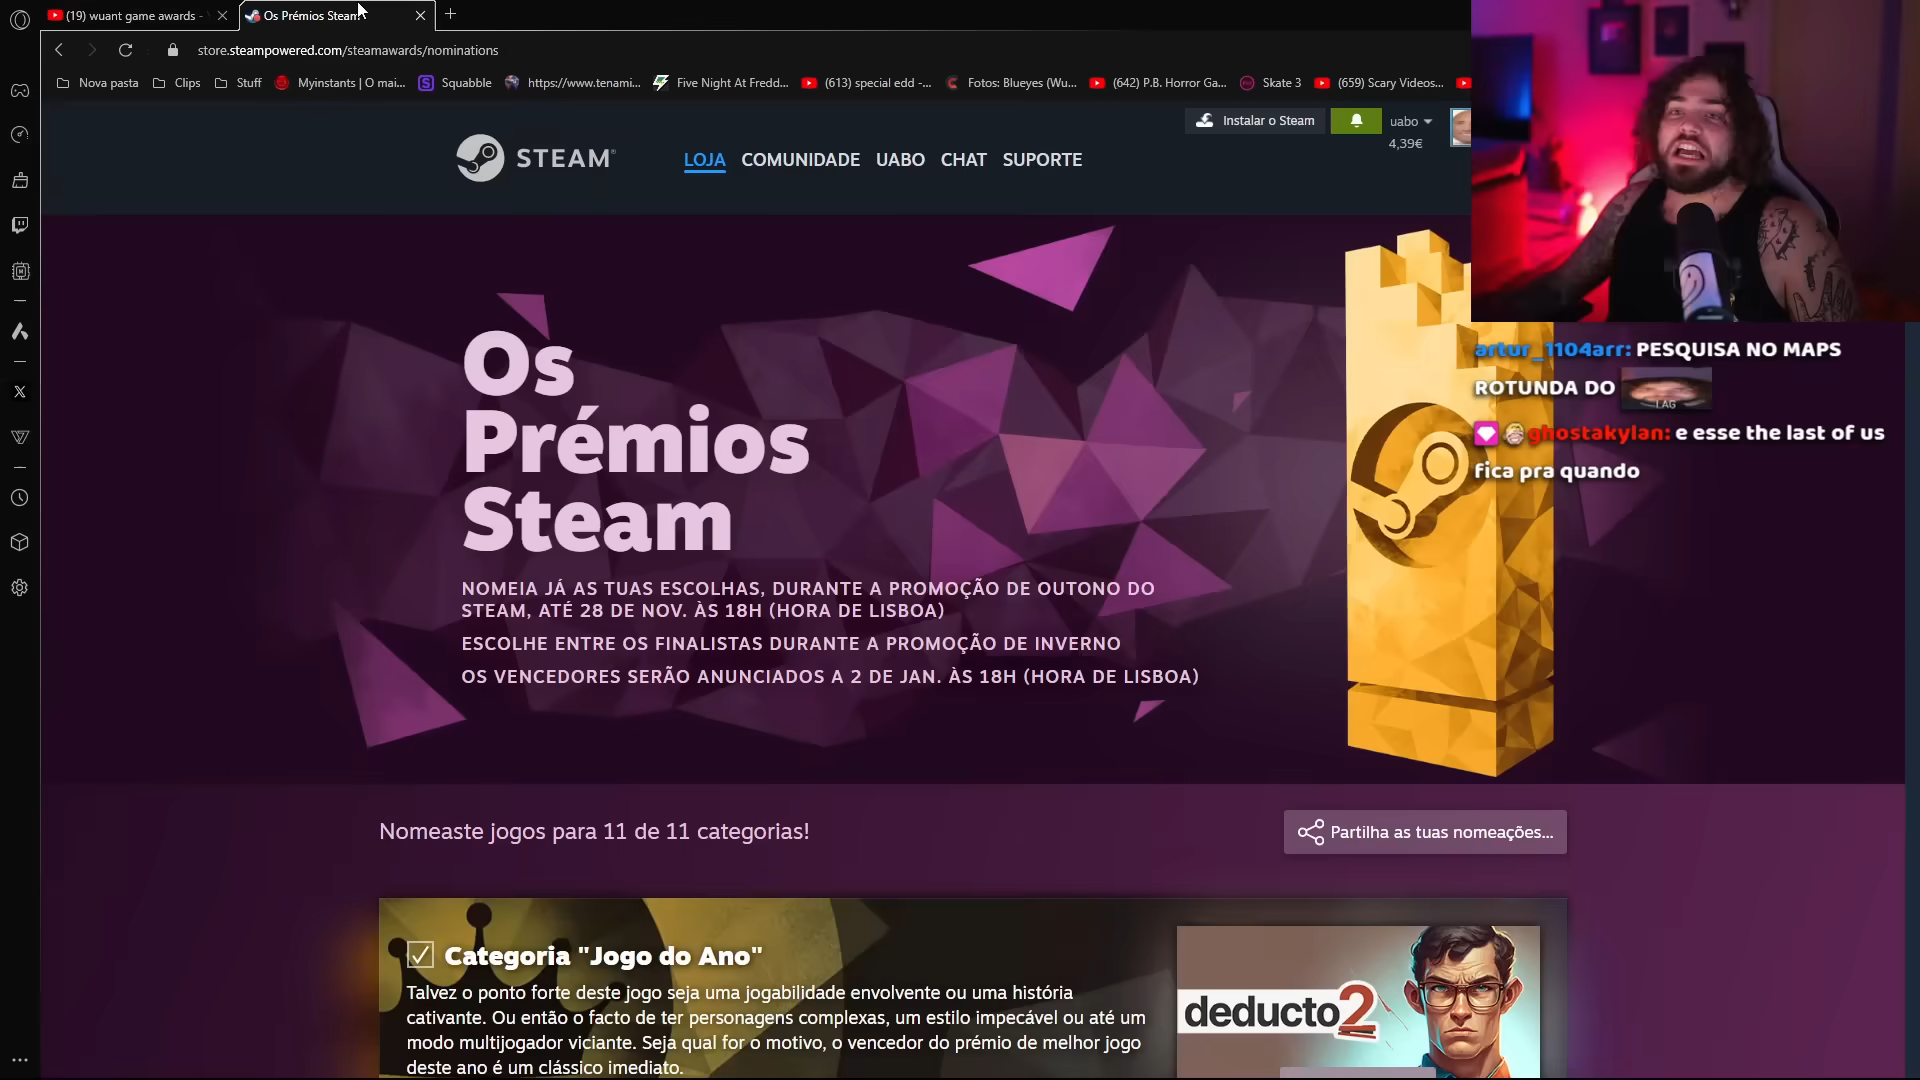 (19) wuant game awards -
Os Prémios Steam
store.steampowered.com/steamawards/nominations
Nova pasta
Clips
Stuff
Myinstants | O mai...
Squabble
https://www.tenami...
Five Night At Fredd...
(613) special edd -...
Fotos: Blueyes (Wu...
(642) P.B. Horror Ga...
Skate 3
(659) Scary Videos...
Instalar o Steam
uabo
4,39€
STEAM®
LOJA COMUNIDADE UABO CHAT SUPORTE
Os
Prémios
Steam
NOMEIA JÁ AS TUAS ESCOLHAS, DURANTE A PROMOÇÃO DE OUTONO DO
STEAM, ATÉ 28 DE NOV. ÀS 18H (HORA DE LISBOA)
ESCOLHE ENTRE OS FINALISTAS DURANTE A PROMOÇÃO DE INVERNO
OS VENCEDORES SERÃO ANUNCIADOS A 2 DE JAN. ÀS 18H (HORA DE LISBOA)
artur_1104arr: PESQUISA NO MAPS
ROTUNDA DO
LAG
ghostakylan: e esse the last of us
fica pra quando
Nomeaste jogos para 11 de 11 categorias!
Partilha as tuas nomeações...
Categoria "Jogo do Ano"
Talvez o ponto forte deste jogo seja uma jogabilidade envolvente ou uma história
cativante. Ou então o facto de ter personagens complexas, um estilo impecável ou até um
modo multijogador viciante. Seja qual for o motivo, o vencedor do prémio de melhor jogo
deste ano é um clássico imediato.
deducto2